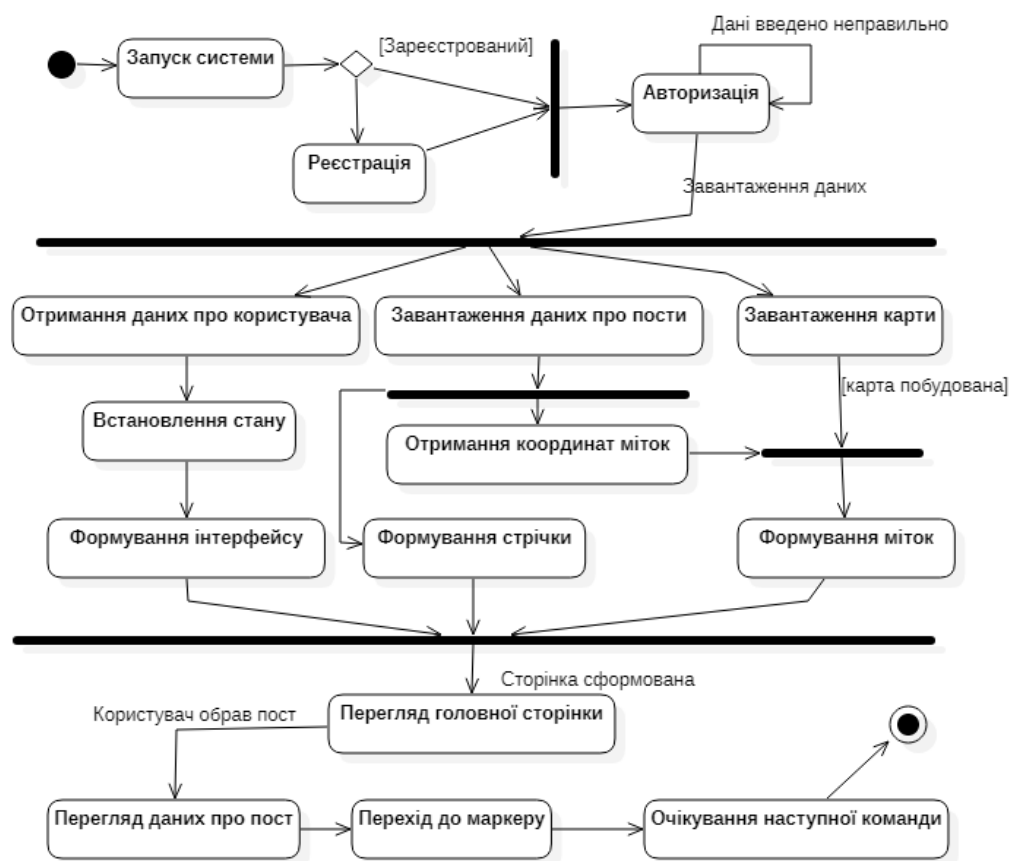 Дані введено неправильно
[Зареєстрований]
Запуск системи
Авторизація
Реєстрація
Завантаження даних
Отримання даних про користувача
Завантаження даних про пости
Завантаження карти
[карта побудована]
Встановлення стану
Отримання координат міток
Формування інтерфейсу
Формування стрічки
Формування міток
Сторінка сформована
Користувач обрав пост
Перегляд головної сторінки
Перегляд даних про пост
Перехід до маркеру
Очікування наступної команди